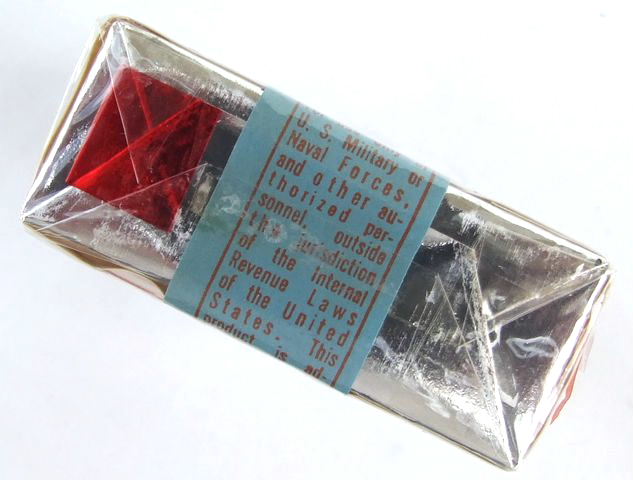 U. S. Military or
Naval Forces,
and other au-
thorized per-
sonnel, outside
the jurisdiction
of the Internal
Revenue Laws
of the United
States. This
product is ad-